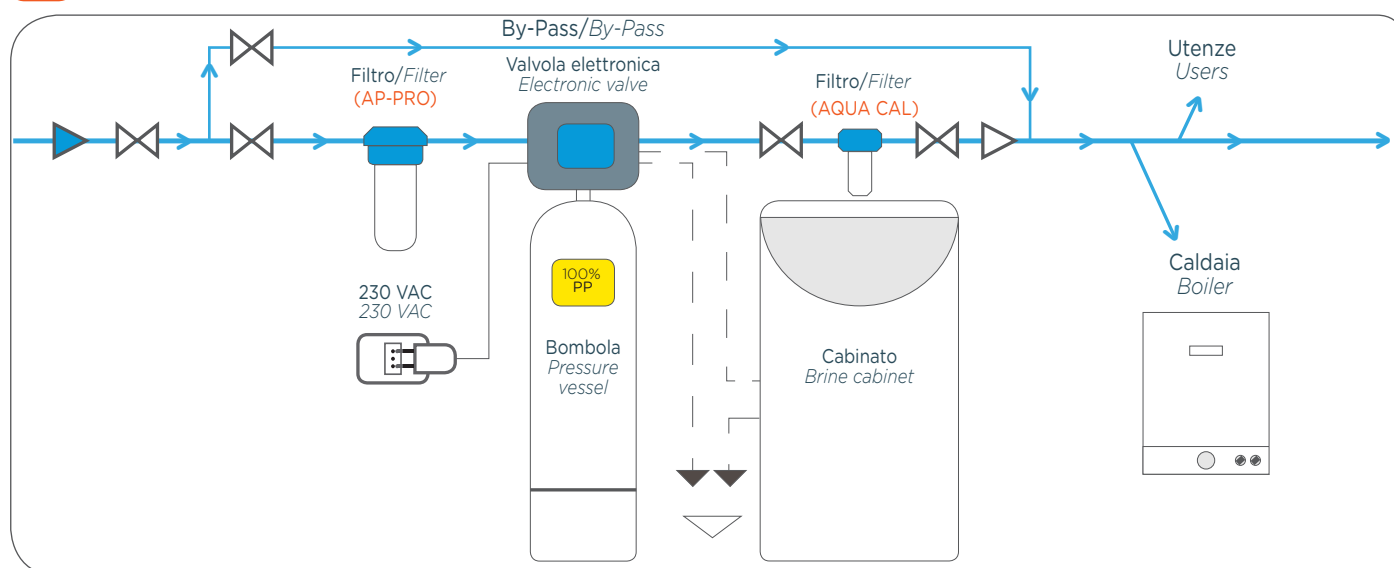 By-Pass/By-Pass
Utenze
Users
Valvola elettronica
Electronic valve
Filtro/Filter
(AP-PRO)
Filtro/Filter
(AQUA CAL)
Caldaia
Boiler
230 VAC
230 VAC
100%
PP
Bombola
Pressure
vessel
Cabinato
Brine cabinet